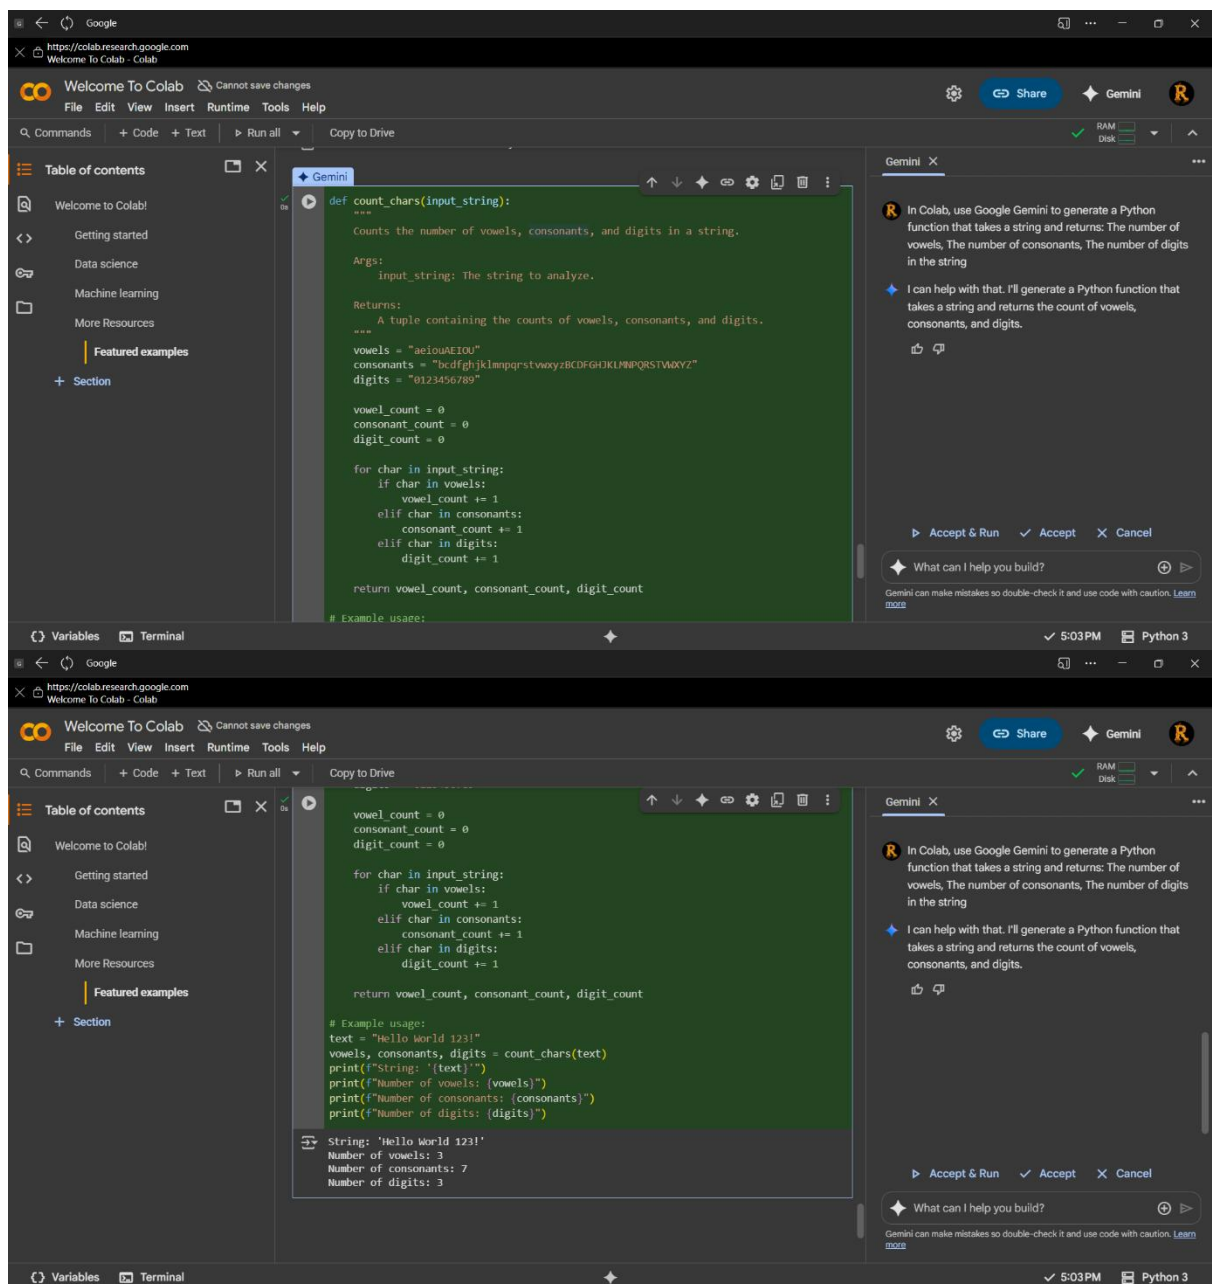 Google
https://colab.research.google.com
Welcome To Colab - Colab
Welcome To Colab Cannot save changes
File Edit View Insert Runtime Tools Help
Share
Gemini
R
Commands + Code + Text Run all Copy to Drive
RAM
Disk
Table of contents
Welcome to Colab!
Getting started
Data science
Machine learning
More Resources
Featured examples
+ Section
Gemini
0s
def count_chars(input_string):
"""
Counts the number of vowels, consonants, and digits in a string.
Args:
input_string: The string to analyze.
Returns:
A tuple containing the counts of vowels, consonants, and digits.
"""
vowels = "aeiouAEIOU"
consonants = "bcdfghjklmnpqrstvwxyzBCDFGHJKLMNPQRSTVWXYZ"
digits = "0123456789"
vowel_count = 0
consonant_count = 0
digit_count = 0
for char in input_string:
if char in vowels:
vowel_count += 1
elif char in consonants:
consonant_count += 1
elif char in digits:
digit_count += 1
return vowel_count, consonant_count, digit_count
# Example usage:
Gemini
R
In Colab, use Google Gemini to generate a Python
function that takes a string and returns: The number of
vowels, The number of consonants, The number of digits
in the string
I can help with that. I'll generate a Python function that
takes a string and returns the count of vowels,
consonants, and digits.
Accept & Run Accept Cancel
What can I help you build?
Gemini can make mistakes so double-check it and use code with caution. Learn
more
Variables Terminal
5:03 PM Python 3
Google
https://colab.research.google.com
Welcome To Colab - Colab
Welcome To Colab Cannot save changes
File Edit View Insert Runtime Tools Help
Share
Gemini
R
Commands + Code + Text Run all Copy to Drive
RAM
Disk
Table of contents
Welcome to Colab!
Getting started
Data science
Machine learning
More Resources
Featured examples
+ Section
0s
vowel_count = 0
consonant_count = 0
digit_count = 0
for char in input_string:
if char in vowels:
vowel_count += 1
elif char in consonants:
consonant_count += 1
elif char in digits:
digit_count += 1
return vowel_count, consonant_count, digit_count
# Example usage:
text = "Hello World 123!"
vowels, consonants, digits = count_chars(text)
print(f"String: '{text}'")
print(f"Number of vowels: {vowels}")
print(f"Number of consonants: {consonants}")
print(f"Number of digits: {digits}")
String: 'Hello World 123!'
Number of vowels: 3
Number of consonants: 7
Number of digits: 3
Gemini
R
In Colab, use Google Gemini to generate a Python
function that takes a string and returns: The number of
vowels, The number of consonants, The number of digits
in the string
I can help with that. I'll generate a Python function that
takes a string and returns the count of vowels,
consonants, and digits.
Accept & Run Accept Cancel
What can I help you build?
Gemini can make mistakes so double-check it and use code with caution. Learn
more
Variables Terminal
5:03 PM Python 3